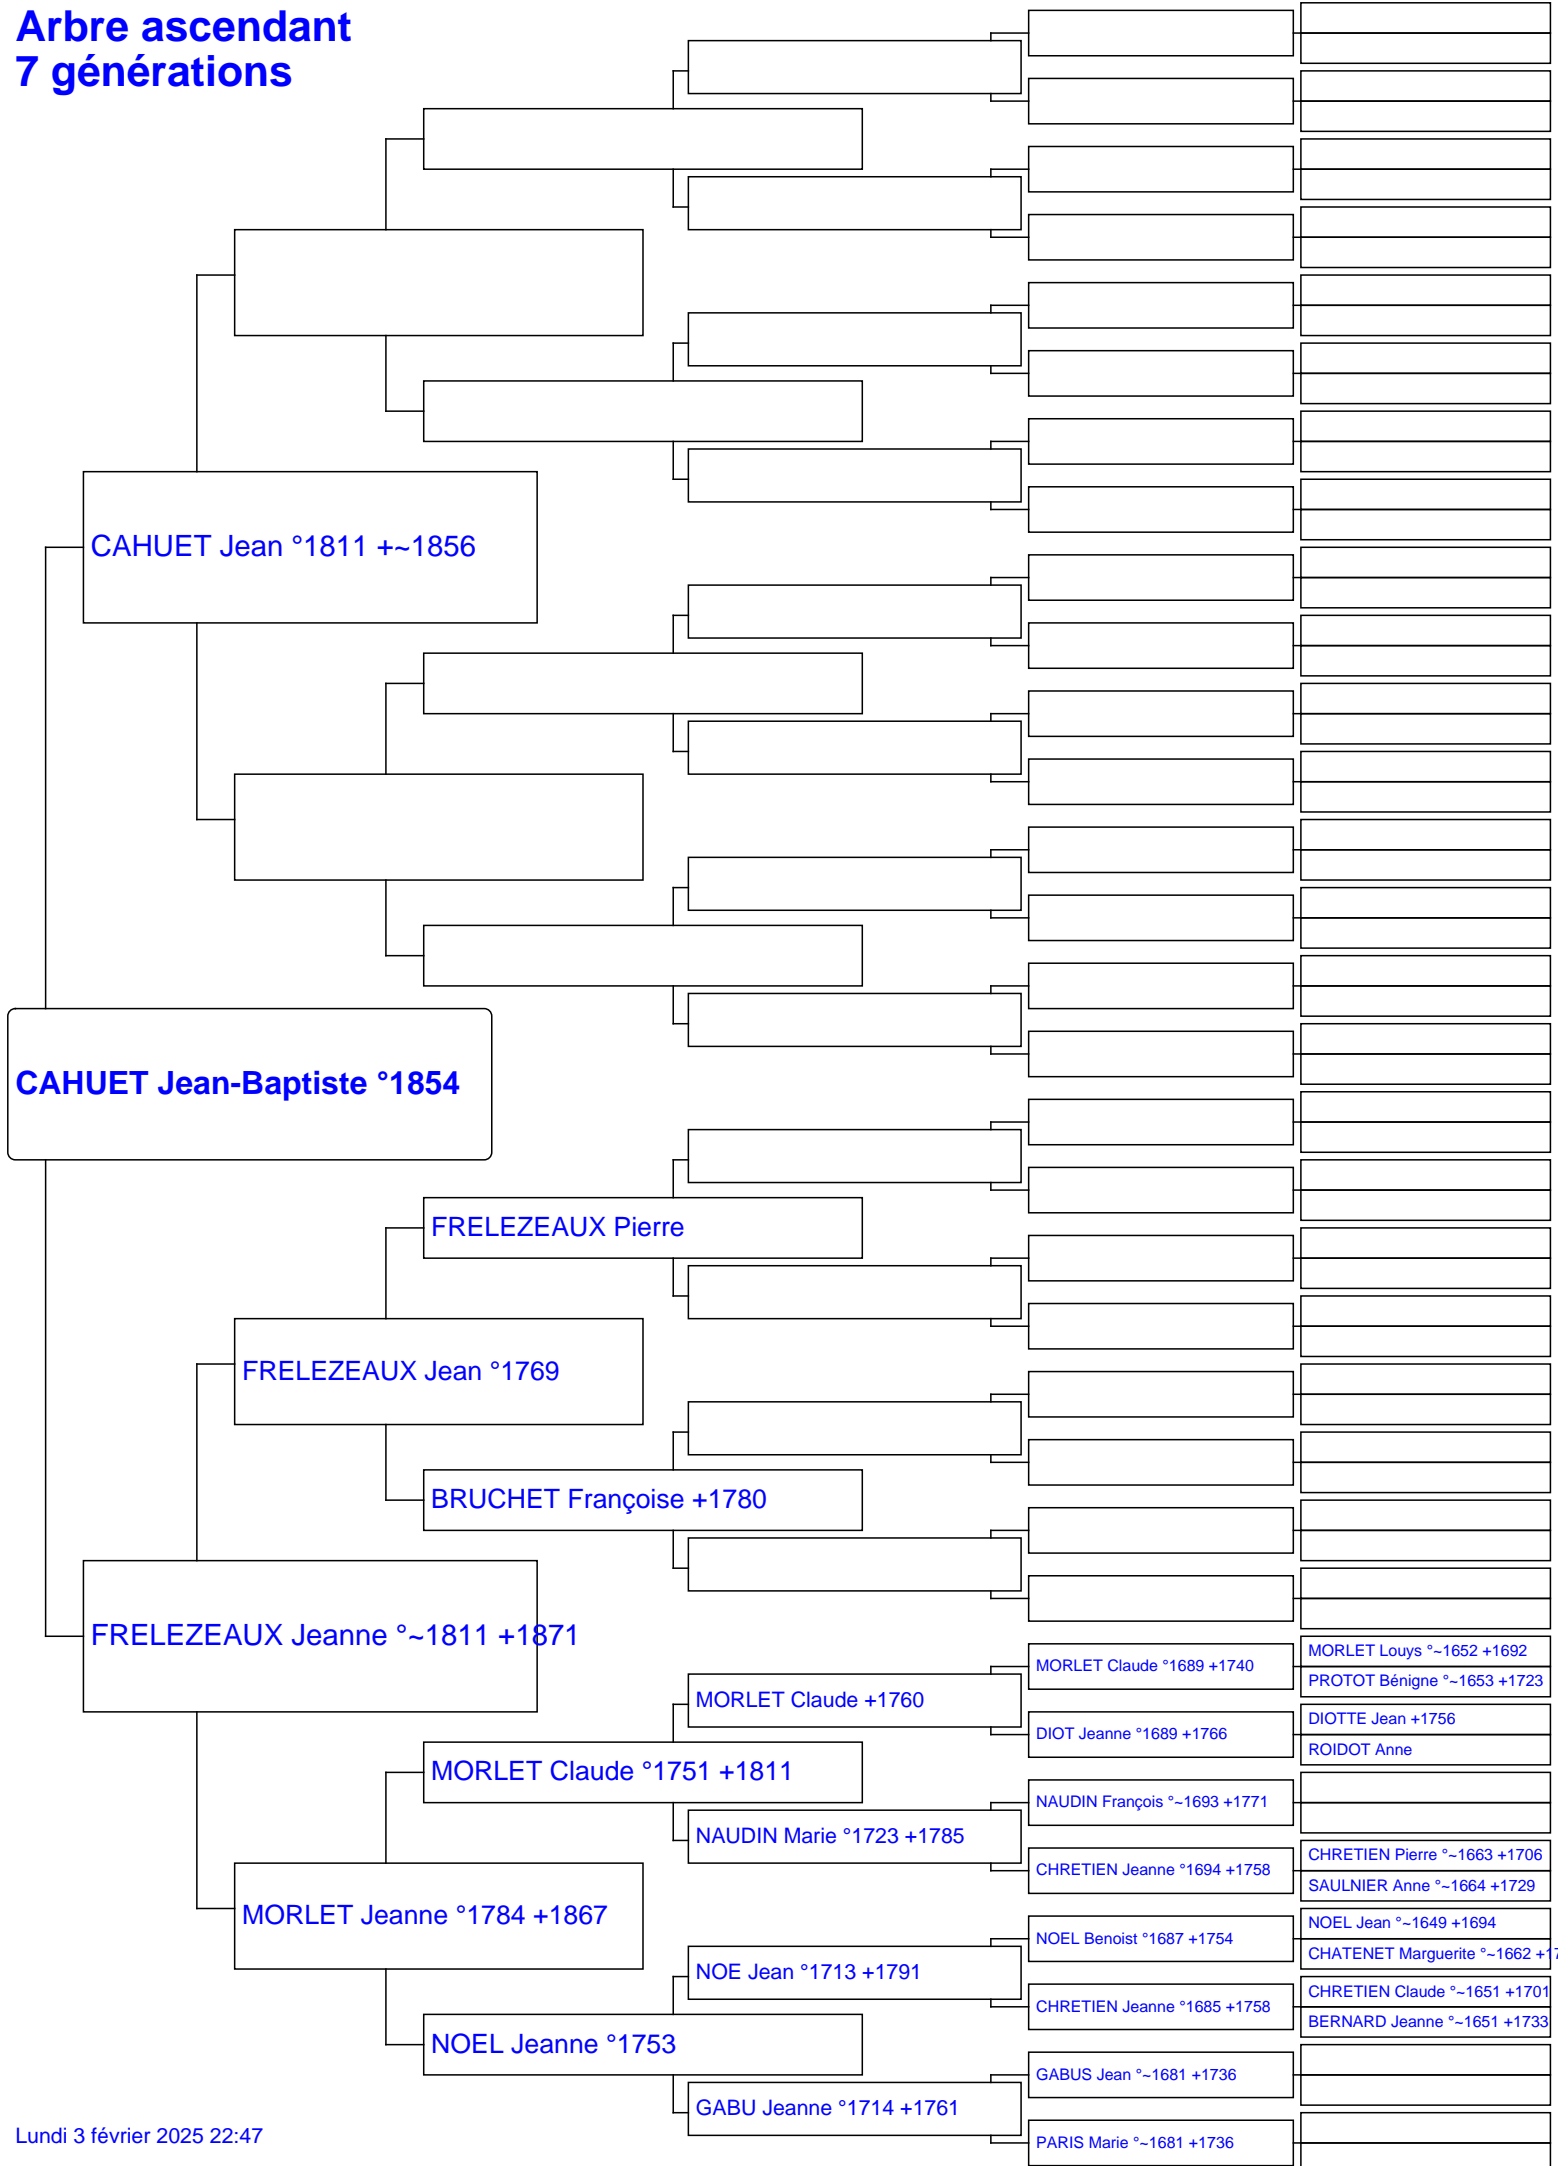 Arbre ascendant
7 générations
CAHUET Jean °1811 +~1856
CAHUET Jean-Baptiste °1854
FRELEZEAUX Pierre
FRELEZEAUX Jean °1769
BRUCHET Françoise +1780
FRELEZEAUX Jeanne °~1811 +1871
MORLET Louys °~1652 +1692
MORLET Claude °1689 +1740
PROTOT Bénigne °~1653 +1723
MORLET Claude +1760
DIOTTE Jean +1756
DIOT Jeanne °1689 +1766
ROIDOT Anne
MORLET Claude °1751 +1811
NAUDIN François °~1693 +1771
NAUDIN Marie °1723 +1785
CHRETIEN Pierre °~1663 +1706
CHRETIEN Jeanne °1694 +1758
SAULNIER Anne °~1664 +1729
MORLET Jeanne °1784 +1867
NOEL Jean °~1649 +1694
NOEL Benoist °1687 +1754
CHATENET Marguerite °~1662
NOE Jean °1713 +1791
CHRETIEN Claude °~1651 +1701
CHRETIEN Jeanne °1685 +1758
BERNARD Jeanne °~1651 +1733
NOEL Jeanne °1753
GABUS Jean °~1681 +1736
GABU Jeanne °1714 +1761
PARIS Marie °~1681 +1736
Lundi 3 février 2025 22:47